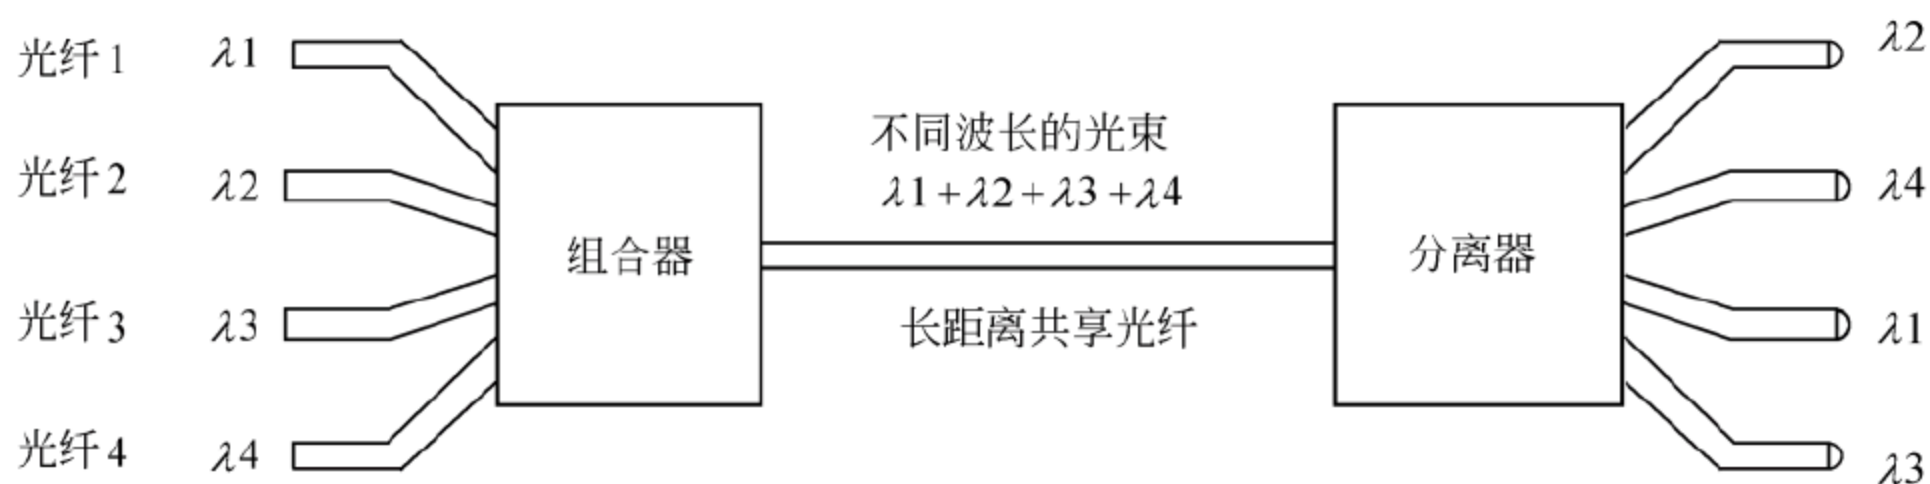 光纤1 λ1
光纤2 λ2
光纤3 λ3
光纤4 λ4
组合器
不同波长的光束
λ1+λ2+λ3+λ4
长距离共享光纤
分离器
λ2
λ4
λ1
λ3